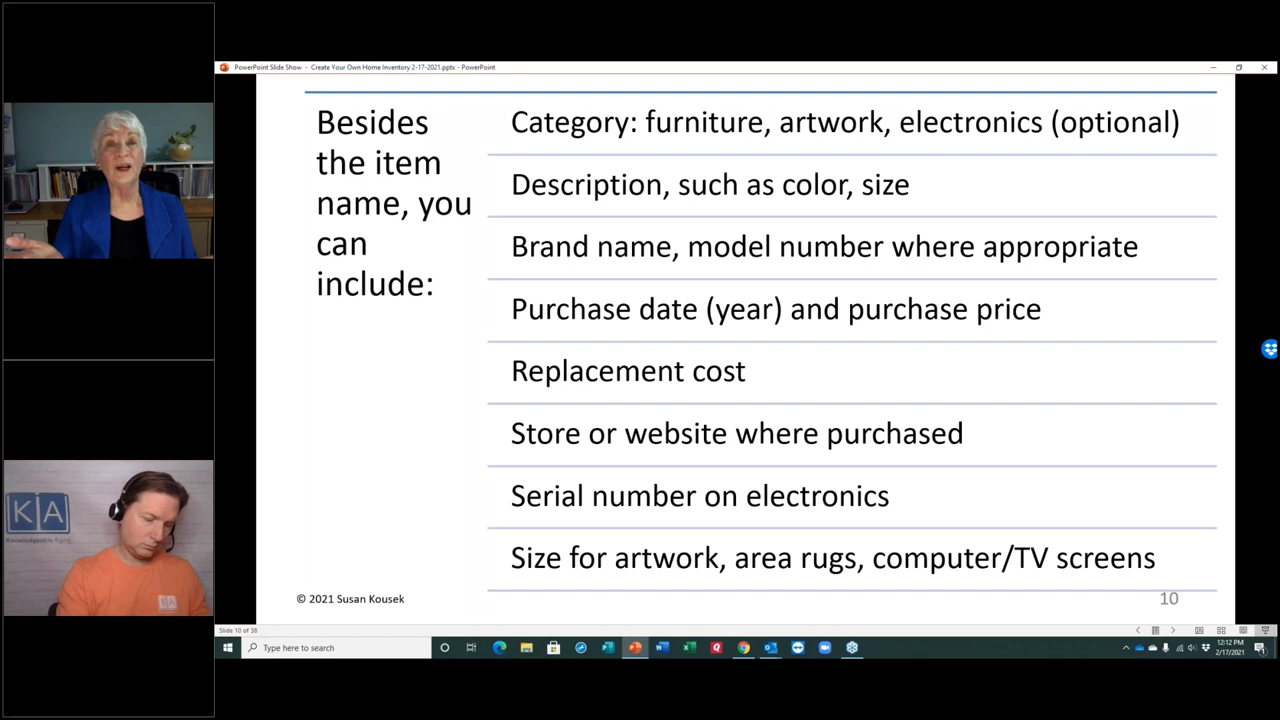 PowerPoint Slide Show - Create Your Own Home Inventory 2-17-2021.pptx - PowerPoint
Besides
the item
name, you
can
include:
Category: furniture, artwork, electronics (optional)
Description, such as color, size
Brand name, model number where appropriate
Purchase date (year) and purchase price
Replacement cost
Store or website where purchased
Serial number on electronics
Size for artwork, area rugs, computer/TV screens
© 2021 Susan Kousek
10
KA
Knowledgeable Aging
Slide 10 of 38
Type here to search
12:12 PM
2/17/2021